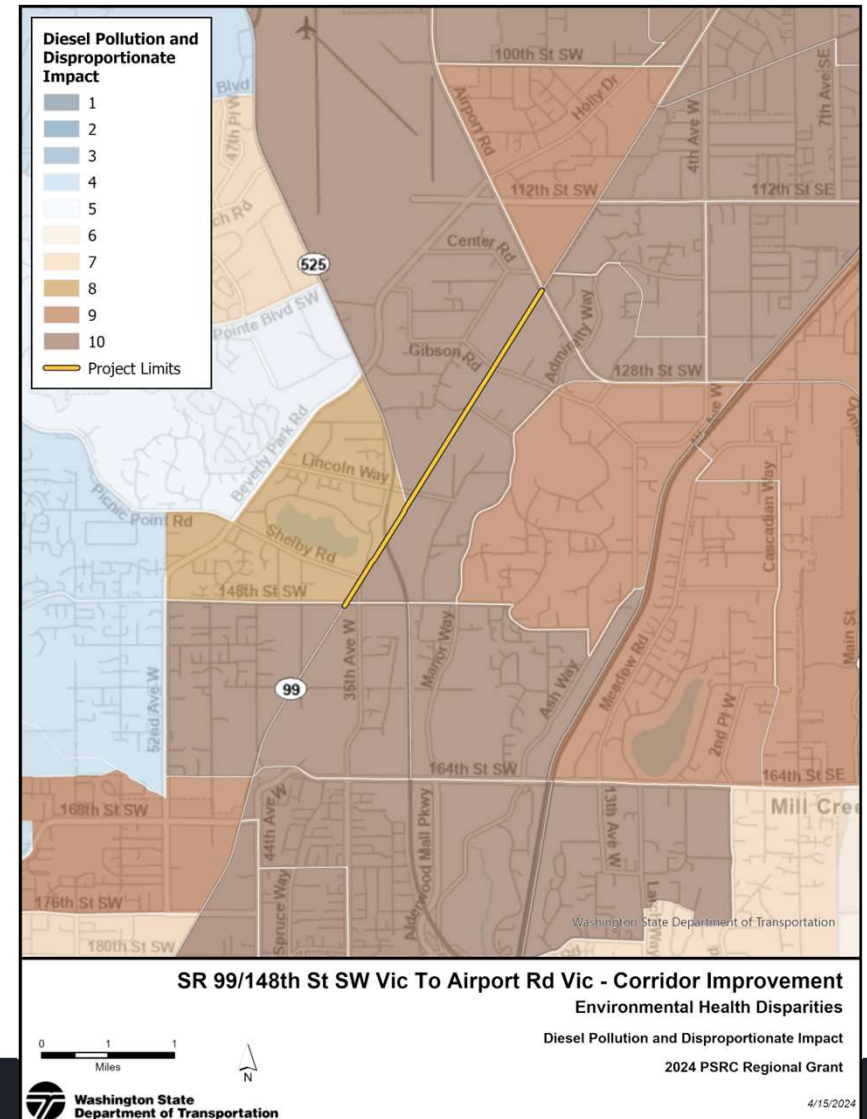 Diesel Pollution and
Disproportionate
Impact
1
2
3
4
5
6
7
8
9
10
Project Limits
Blvd
47th Pl W
100th St SW
Holly Dr
Airport Rd
4th Ave W
7th Ave SE
112th St SW
112th St SE
Center Rd
525
Pointe Blvd SW
Gibson Rd
Admiralty Way
128th St SW
Beverly Park Rd
Lincoln Way
Picnic Point Rd
Shelby Rd
148th St SW
Cascadian Way
Main St
52nd Ave W
99
35th Ave W
Manor Way
Ash Way
Meadow Rd
2nd Pl W
164th St SW
164th St SE
168th St SW
44th Ave W
13th Ave W
Mill Cre
Alderwood Mall Pkwy
176th St SW
Spruce Way
180th St SW
Washington State Department of Transportation
SR 99/148th St SW Vic To Airport Rd Vic - Corridor Improvement
Environmental Health Disparities
Diesel Pollution and Disproportionate Impact
2024 PSRC Regional Grant
0 1 1
Miles
N
Washington State
Department of Transportation
4/15/2024